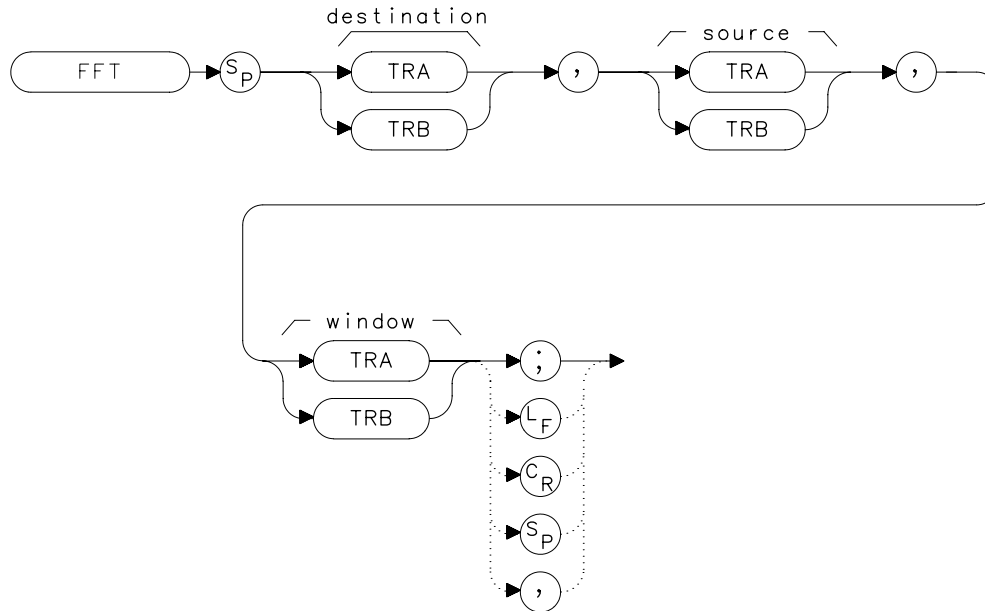 destination
source
FFT SP TRA , TRA ,
TRB TRB
window
TRA ;
TRB LF
CR
SP
,